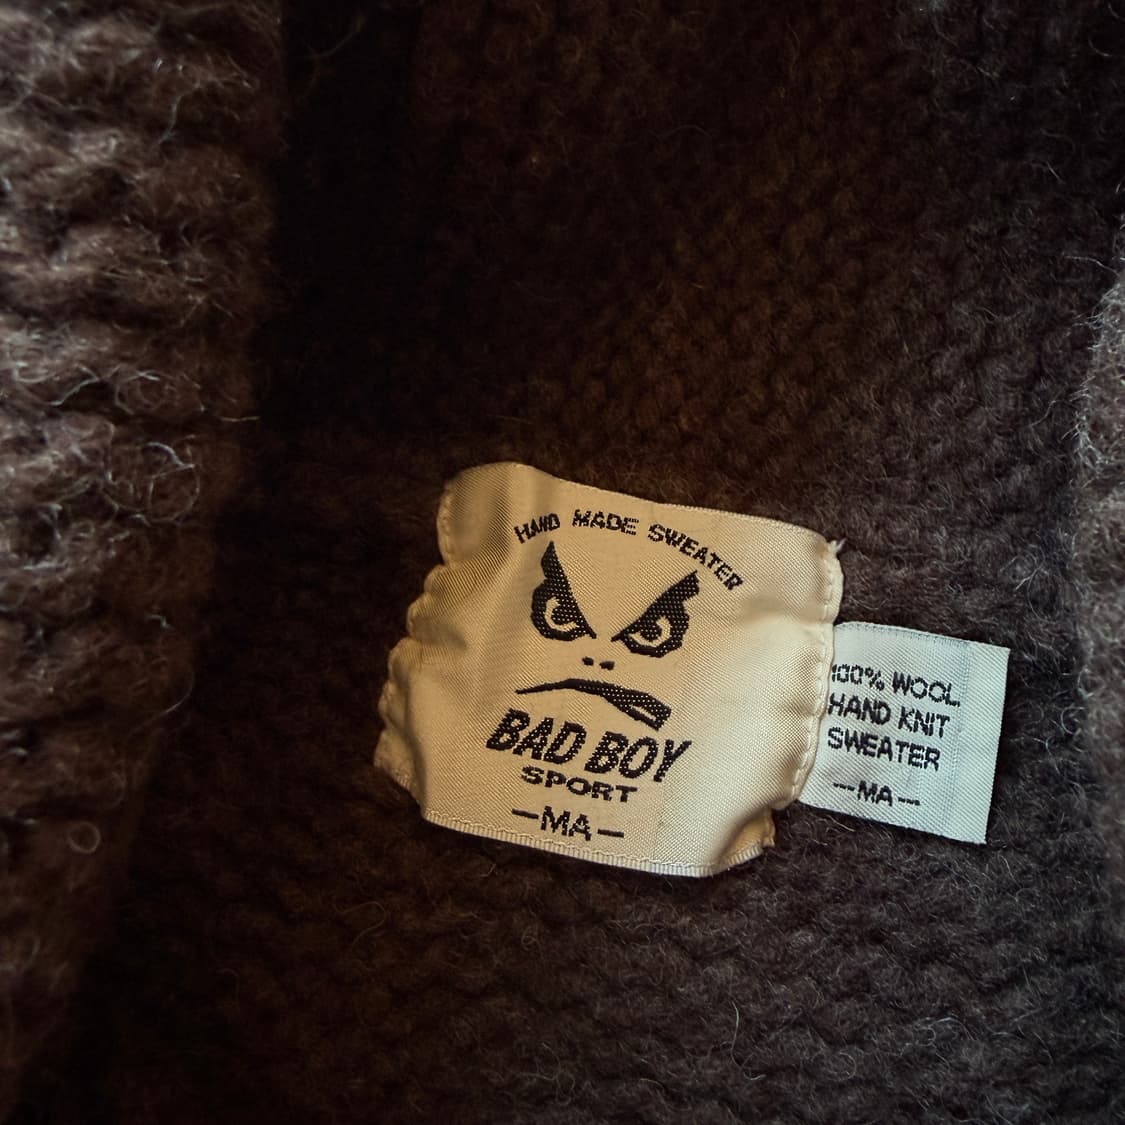 HAND MADE SWEATER
BAD BOY
SPORT
—MA—
100% WOOL
HAND KNIT
SWEATER
—MA—